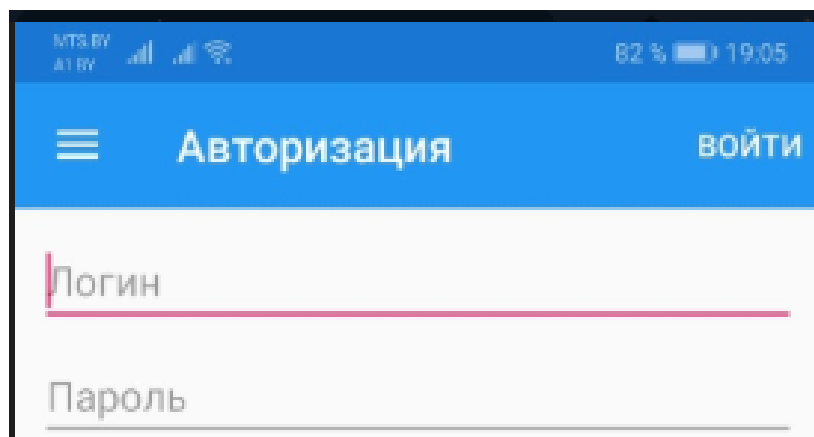 MTS.BY
A1 BY
82 % 19:05
Авторизация ВОЙТИ
Логин
Пароль